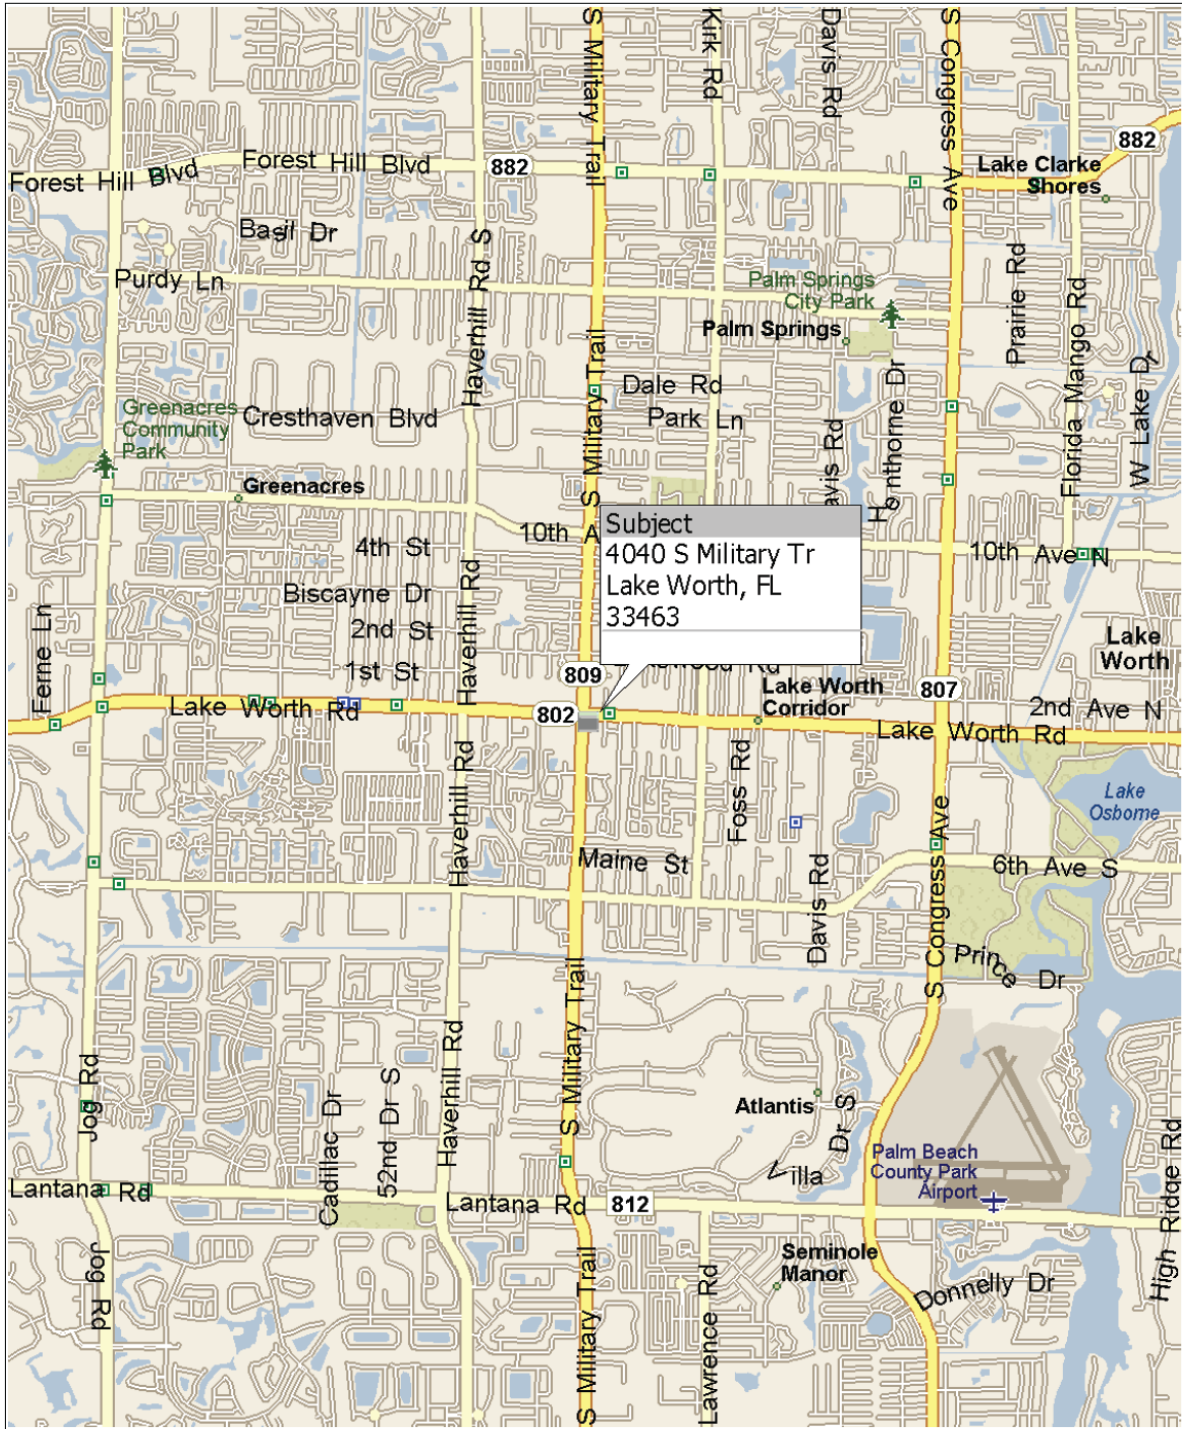 S Military Trail
Kirk Rd
Davis Rd
S Congress Ave
882
Forest Hill Blvd
Forest Hill Blvd
882
Lake Clarke
Shores
Basil Dr
Purdy Ln
Haverhill Rd S
Palm Springs
City Park
Palm Springs
Prairie Rd
Florida Mango Rd
W Lake Dr
S Military Trail
Dale Rd
Park Ln
Cresthaven Blvd
Greenacres
Community
Park
Greenacres
avis Rd
nthorne Dr
10th A
Subject
4040 S Military Tr
Lake Worth, FL
33463
10th Ave N
4th St
Biscayne Dr
2nd St
1st St
Haverhill Rd
Ferne Ln
Lake
Worth
809
Rd
Lake Worth
Corridor
807
2nd Ave N
Lake Worth Rd
802
Lake Worth Rd
Haverhill Rd
Foss Rd
Lake
Osborne
Maine St
6th Ave S
Davis Rd
S Congress Ave
Prince Dr
S Military Trail
Haverhill Rd
Jog Rd
Cadillac Dr
52nd Dr S
Atlantis
Villa Dr S
Palm Beach
County Park
Airport
High Ridge Rd
Lantana Rd
Lantana Rd
812
Jog Rd
S Military Trail
Lawrence Rd
Seminole
Manor
Donnelly Dr